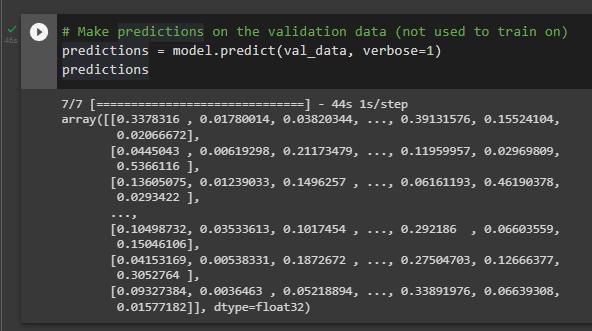 # Make predictions on the validation data (not used to train on)
predictions = model.predict(val_data, verbose=1)
predictions
46s
7/7 [==============================] - 44s 1s/step
array([[0.3378316 , 0.01780014, 0.03820344, ..., 0.39131576, 0.15524104,
0.02066672],
[0.0445043 , 0.00619298, 0.21173479, ..., 0.11959957, 0.02969809,
0.5366116 ],
[0.13605075, 0.01239033, 0.1496257 , ..., 0.06161193, 0.46190378,
0.0293422 ],
...,
[0.10498732, 0.03533613, 0.1017454 , ..., 0.292186  , 0.06603559,
0.15046106],
[0.04153169, 0.00538331, 0.1872672 , ..., 0.27504703, 0.12666377,
0.3052764 ],
[0.09327384, 0.0036463 , 0.05218894, ..., 0.33891976, 0.06639308,
0.01577182]], dtype=float32)